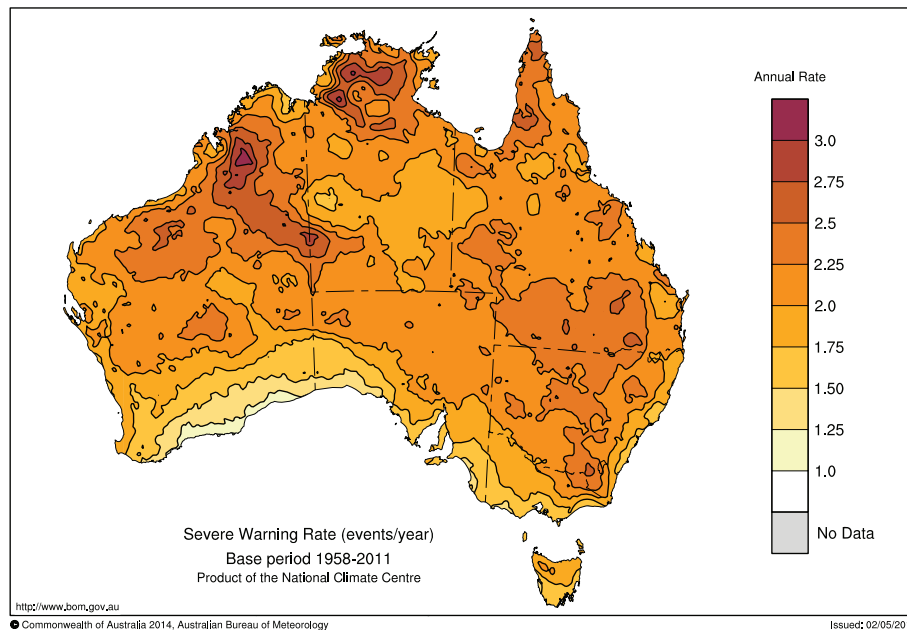 Annual Rate
3.0
2.75
2.5
2.25
2.0
1.75
1.50
1.25
1.0
No Data
Severe Warning Rate (events/year)
Base period 1958-2011
Product of the National Climate Centre
http://www.bom.gov.au
© Commonwealth of Australia 2014, Australian Bureau of Meteorology
Issued: 02/05/20